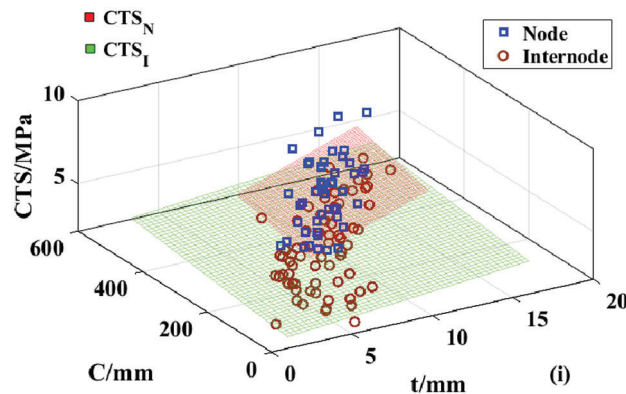 CTS_N
CTS_I
Node
Internode
10
5
CTS/MPa
600
400
200
0
C/mm
0
5
10
15
20
t/mm
(i)